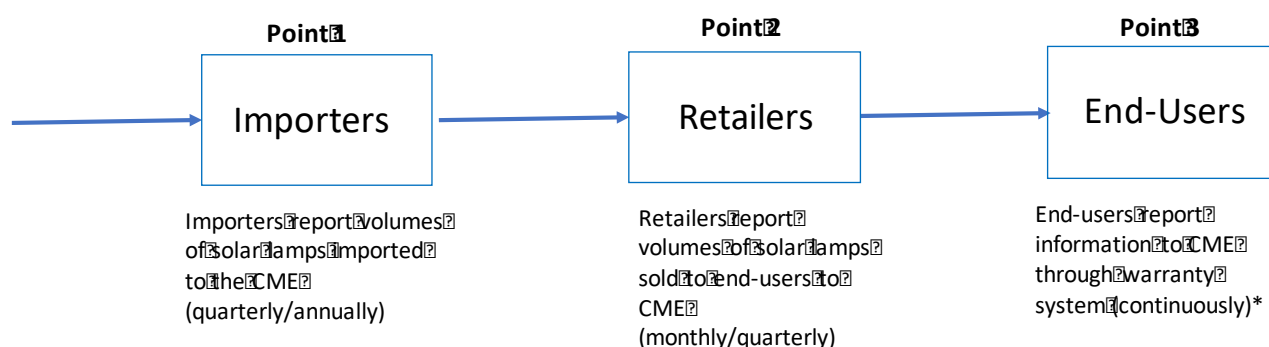 Point 1
Importers
Importers report volumes
of solar lamps imported
to the CME
(quarterly/annually)
Point 2
Retailers
Retailers report
volumes of solar lamps
sold to end-users to
CME
(monthly/quarterly)
Point 3
End-Users
End-users report
information to CME
through warranty
system (continuously)*